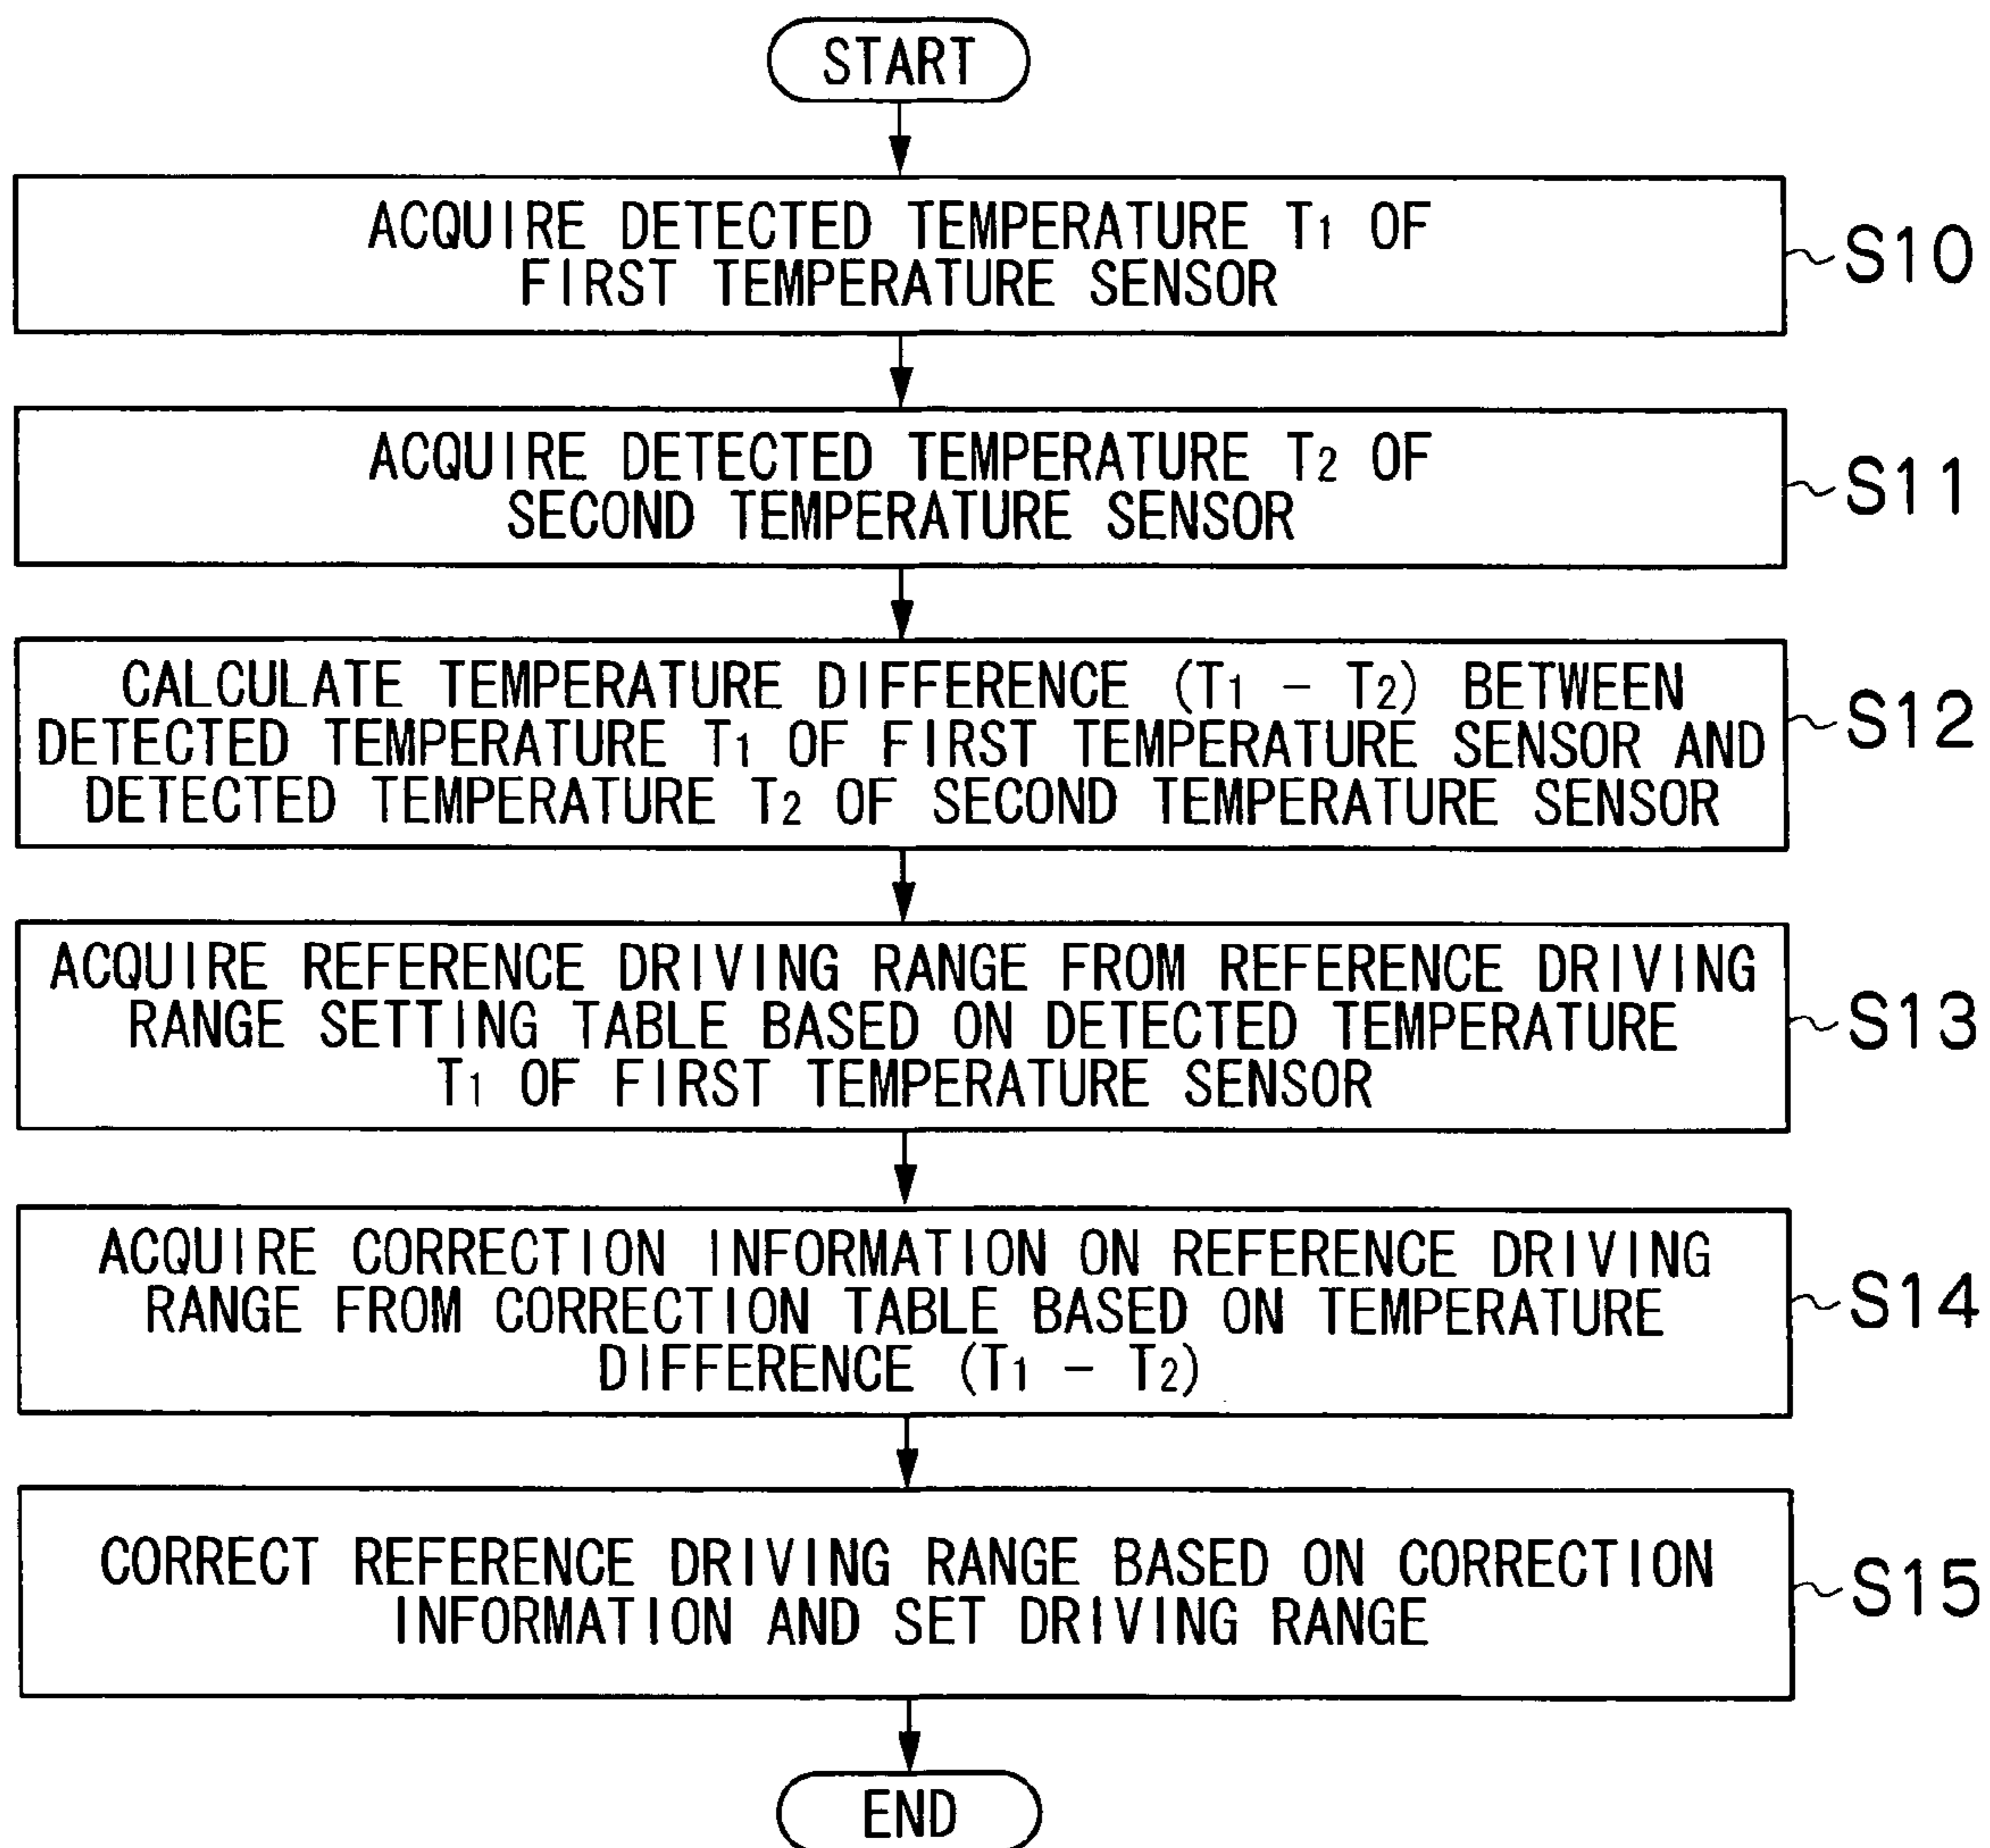 START
ACQUIRE DETECTED TEMPERATURE T1 OF
FIRST TEMPERATURE SENSOR
S10
ACQUIRE DETECTED TEMPERATURE T2 OF
SECOND TEMPERATURE SENSOR
S11
CALCULATE TEMPERATURE DIFFERENCE (T1 - T2) BETWEEN
DETECTED TEMPERATURE T1 OF FIRST TEMPERATURE SENSOR AND
DETECTED TEMPERATURE T2 OF SECOND TEMPERATURE SENSOR
S12
ACQUIRE REFERENCE DRIVING RANGE FROM REFERENCE DRIVING
RANGE SETTING TABLE BASED ON DETECTED TEMPERATURE
T1 OF FIRST TEMPERATURE SENSOR
S13
ACQUIRE CORRECTION INFORMATION ON REFERENCE DRIVING
RANGE FROM CORRECTION TABLE BASED ON TEMPERATURE
DIFFERENCE (T1 - T2)
S14
CORRECT REFERENCE DRIVING RANGE BASED ON CORRECTION
INFORMATION AND SET DRIVING RANGE
S15
END